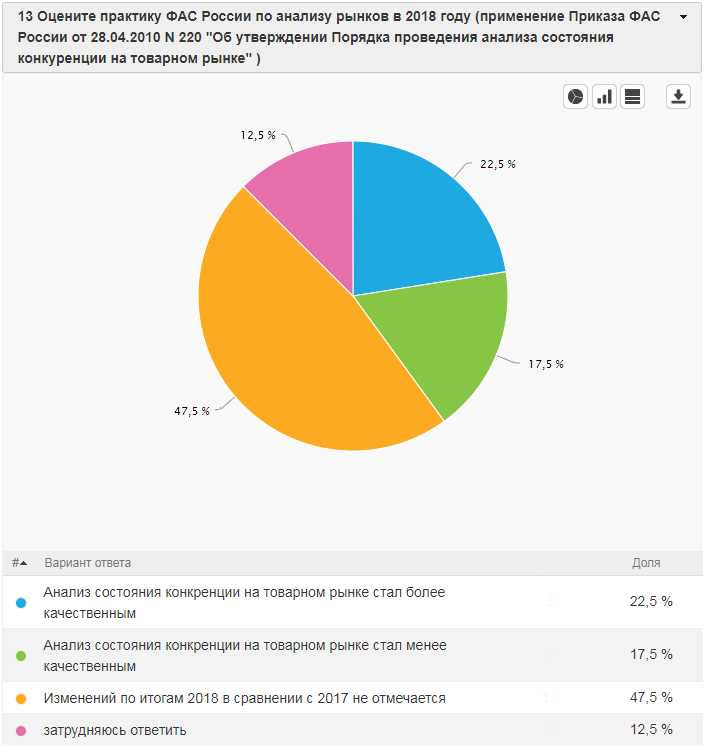 13 Оцените практику ФАС России по анализу рынков в 2018 году (применение Приказа ФАС
России от 28.04.2010 N 220 "Об утверждении Порядка проведения анализа состояния
конкуренции на товарном рынке" )
12,5 %
22,5 %
17,5 %
47,5 %
# Вариант ответа Доля
Анализ состояния конкренции на товарном рынке стал более
качественным 22,5 %
Анализ состояния конкренции на товарном рынке стал менее
качественным 17,5 %
Изменений по итогам 2018 в сравнении с 2017 не отмечается 47,5 %
затрудняюсь ответить 12,5 %